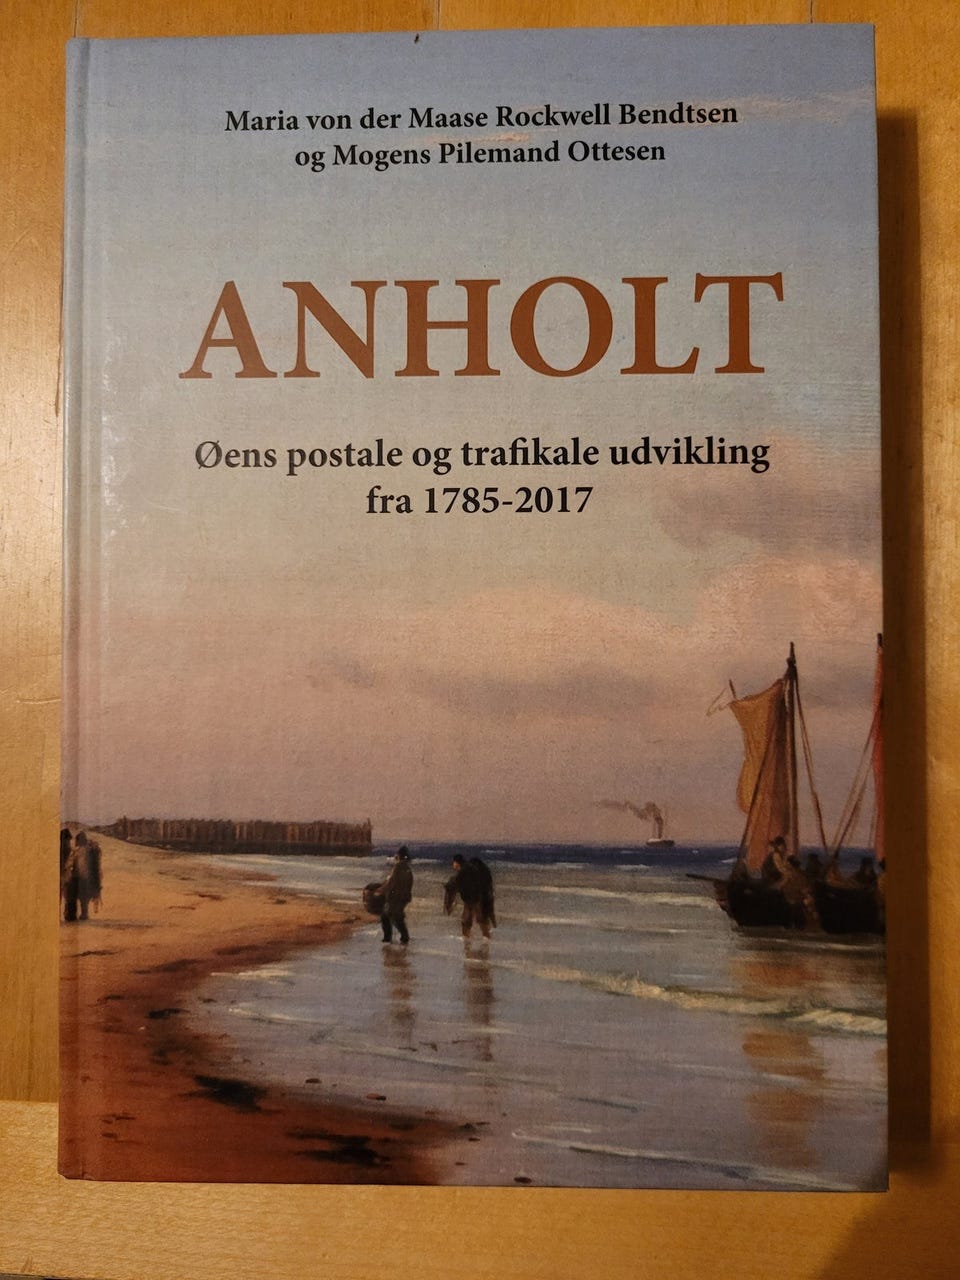 Maria von der Maase Rockwell Bendtsen
og Mogens Pilemand Ottesen
ANHOLT
Øens postale og trafikale udvikling
fra 1785-2017